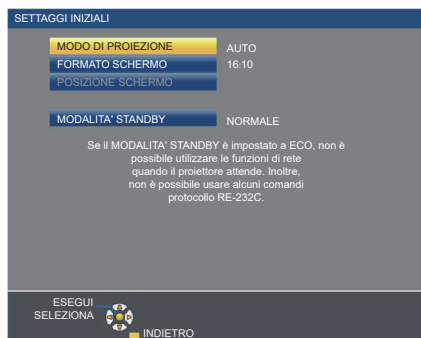 SETTAGGI INIZIALI
MODO DI PROIEZIONE AUTO
FORMATO SCHERMO 16:10
POSIZIONE SCHERMO
MODALITA' STANDBY NORMALE
Se il MODALITA' STANDBY è impostato a ECO, non è
possibile utilizzare le funzioni di rete
quando il proiettore attende. Inoltre,
non è possibile usare alcuni comandi
protocollo RE-232C.
ESEGUI
SELEZIONA
INDIETRO